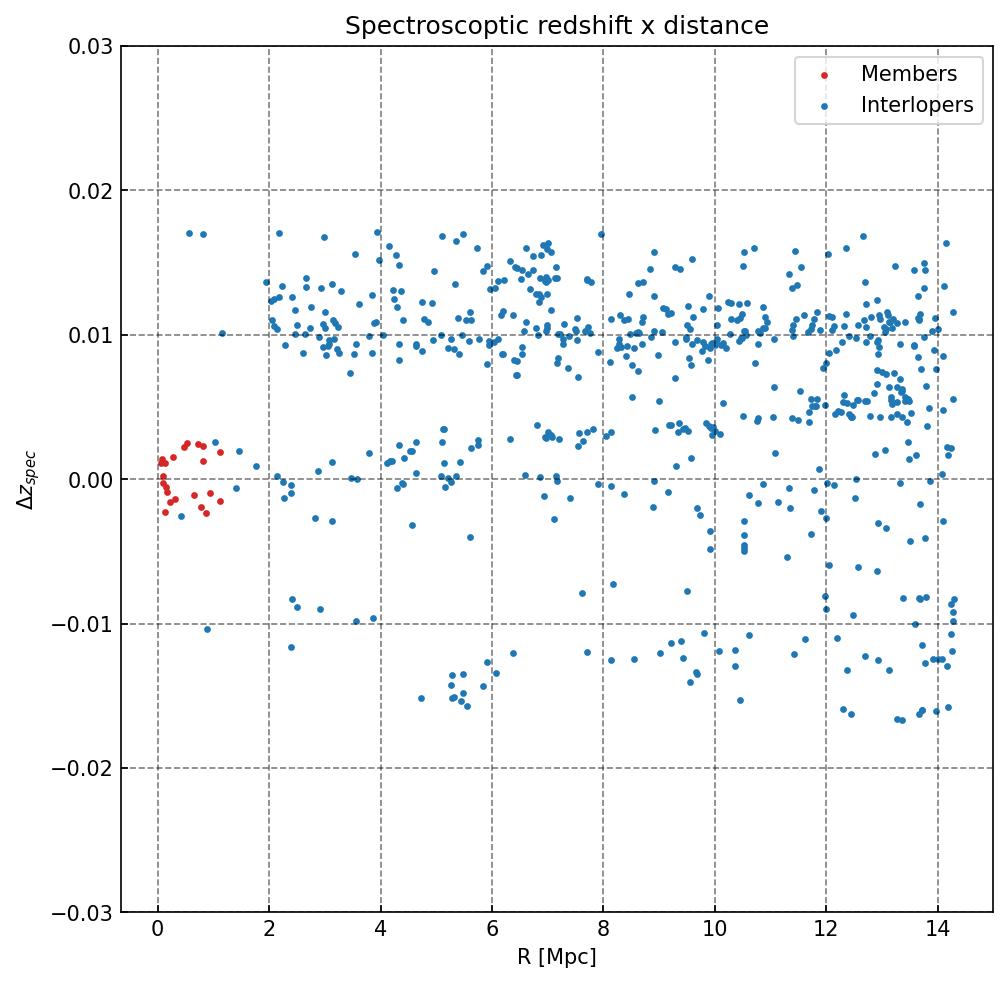 Spectroscoptic redshift x distance
0.03
0.02
0.01
0.00
−0.01
−0.02
−0.03
Δz_spec
Members
Interlopers
0 2 4 6 8 10 12 14
R [Mpc]